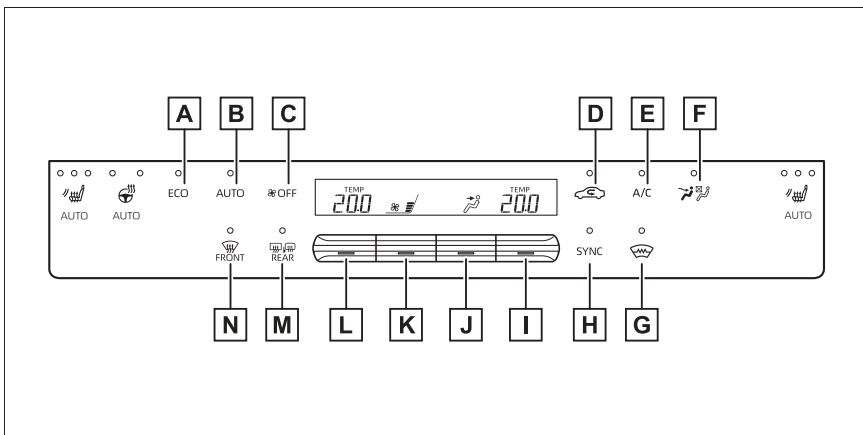 A B C D E F
TEMP TEMP
20.0 20.0
ECO AUTO OFF A/C
AUTO AUTO AUTO
FRONT REAR SYNC
N M L K J I H G